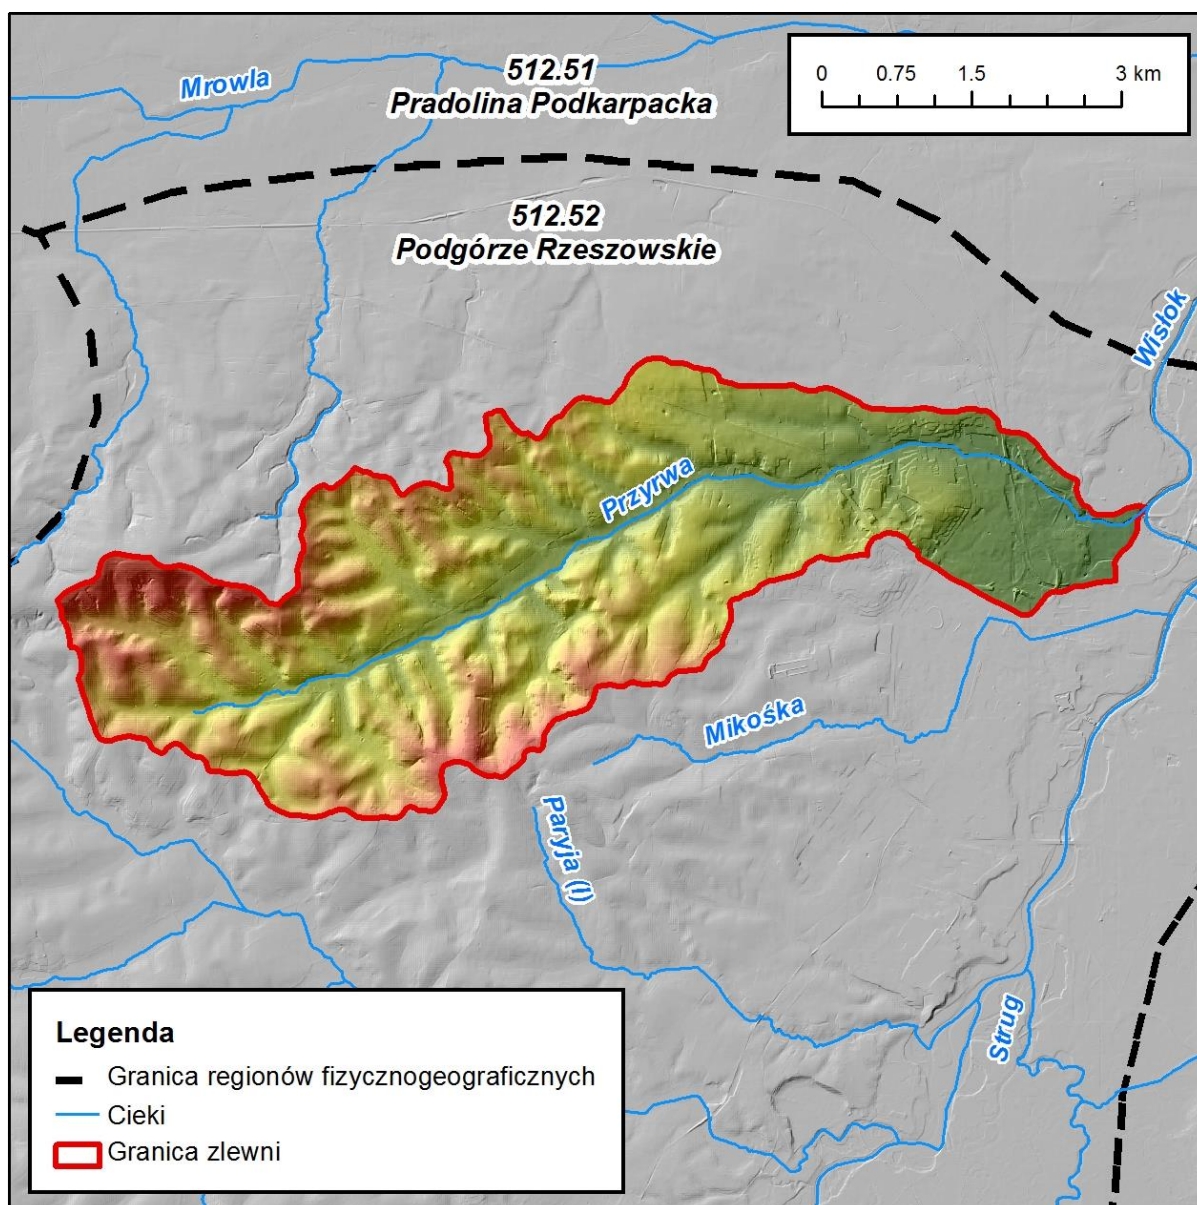 Mrowla
512.51
Pradolina Podkarpacka
0 0.75 1.5 3 km
512.52
Podgórze Rzeszowskie
Wisłok
Przyrwa
Mikośka
Paryja (I)
Strug
Legenda
Granica regionów fizycznogeograficznych
Cieki
Granica zlewni